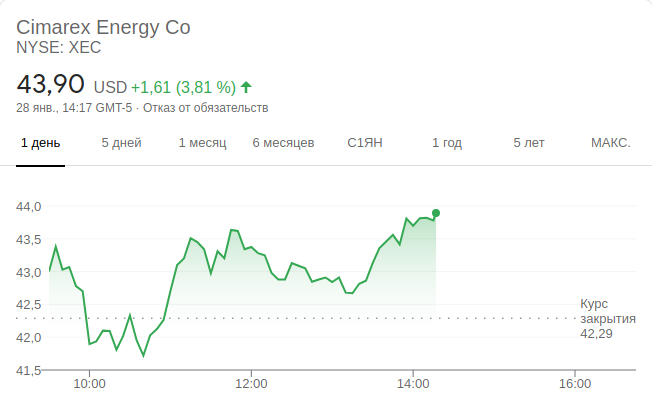 Cimarex Energy Co
NYSE: XEC
43,90 USD +1,61 (3,81 %)
28 янв., 14:17 GMT-5 · Отказ от обязательств
1 день 5 дней 1 месяц 6 месяцев С1ЯН 1 год 5 лет МАКС.
44,0
43,5
43,0
42,5
42,0
41,5
Курс
закрытия
42,29
10:00 12:00 14:00 16:00